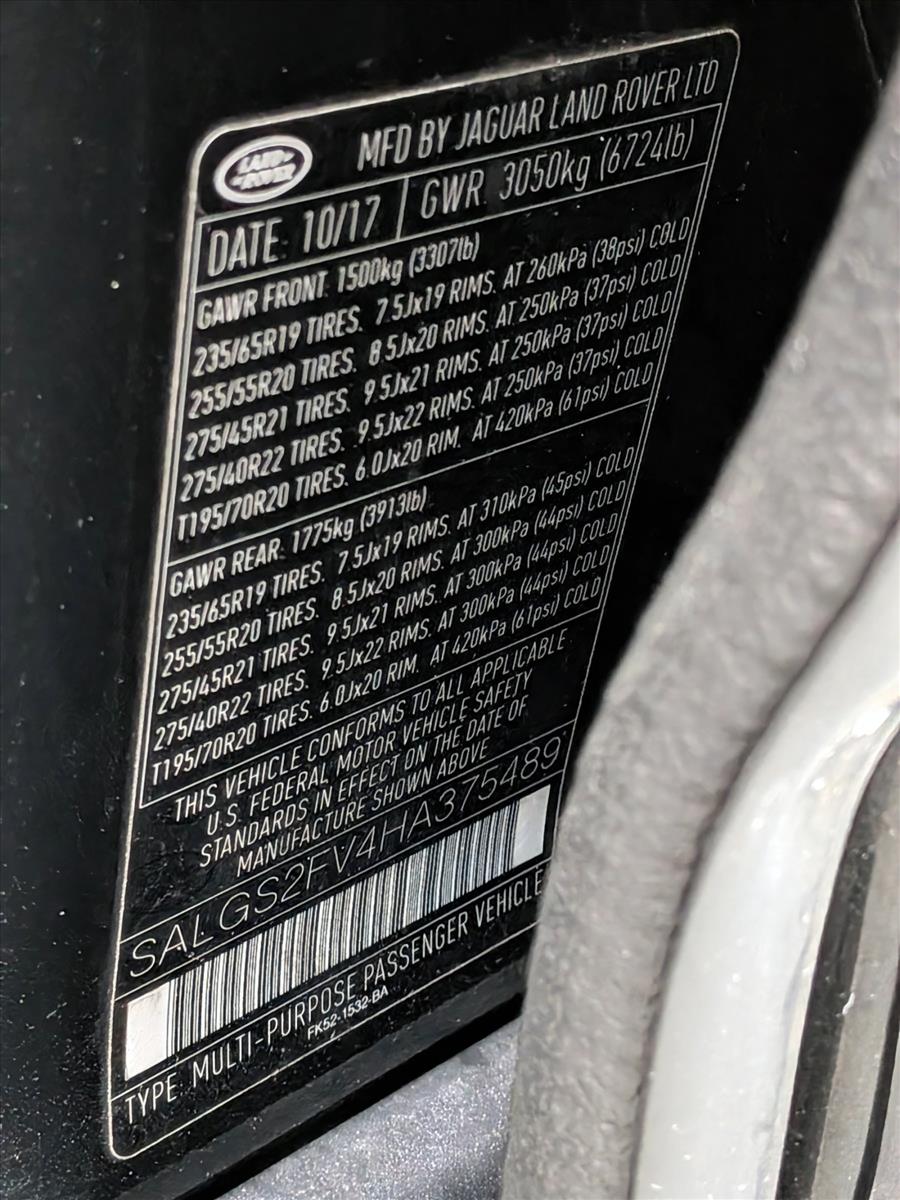 LAND ROVER
MFD BY JAGUAR LAND ROVER LTD
DATE: 10/17 GWR 3050kg (6724lb)
GAWR FRONT. 1500kg (3307lb)
235/65R19 TIRES. 7.5Jx19 RIMS. AT 260kPa (38psi) COLD
255/55R20 TIRES. 8.5Jx20 RIMS. AT 250kPa (37psi) COLD
275/45R21 TIRES. 9.5Jx21 RIMS. AT 250kPa (37psi) COLD
275/40R22 TIRES. 9.5Jx22 RIMS. AT 250kPa (37psi) COLD
T195/70R20 TIRES. 6.0Jx20 RIM. AT 420kPa (61psi) COLD
GAWR REAR. 1775kg (3913lb)
235/65R19 TIRES. 7.5Jx19 RIMS. AT 310kPa (45psi) COLD
255/55R20 TIRES. 8.5Jx20 RIMS. AT 300kPa (44psi) COLD
275/45R21 TIRES. 9.5Jx21 RIMS. AT 300kPa (44psi) COLD
275/40R22 TIRES. 9.5Jx22 RIMS. AT 300kPa (44psi) COLD
T195/70R20 TIRES. 6.0Jx20 RIM. AT 420kPa (61psi) COLD
THIS VEHICLE CONFORMS TO ALL APPLICABLE
U.S. FEDERAL MOTOR VEHICLE SAFETY
STANDARDS IN EFFECT ON THE DATE OF
MANUFACTURE SHOWN ABOVE
SALGS2FV4HA375489
TYPE MULTI-PURPOSE PASSENGER VEHICLE
FK52-1532-BA